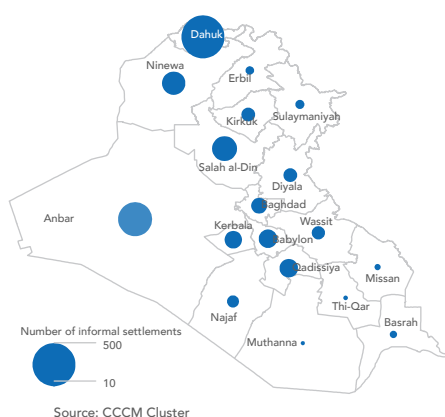 Dahuk
Ninewa
Erbil
Kirkuk
Sulaymaniyah
Salah al-Din
Diyala
Baghdad
Anbar
Kerbala
Babylon
Wassit
Qadissiya
Missan
Najaf
Thi-Qar
Basrah
Muthanna
Number of informal settlements
500
10
Source: CCCM Cluster